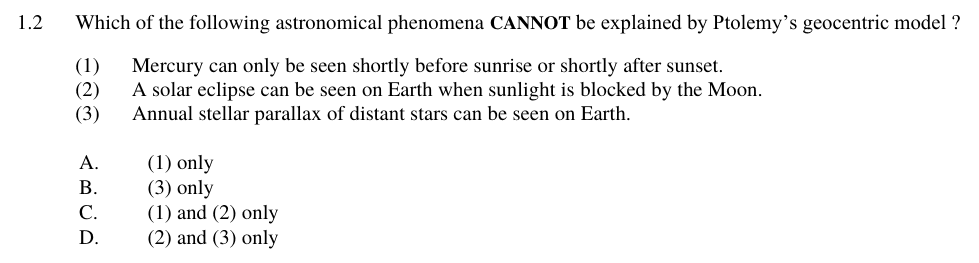 1.2 Which of the following astronomical phenomena CANNOT be explained by Ptolemy's geocentric model ?
(1) Mercury can only be seen shortly before sunrise or shortly after sunset.
(2) A solar eclipse can be seen on Earth when sunlight is blocked by the Moon.
(3) Annual stellar parallax of distant stars can be seen on Earth.
A. (1) only
B. (3) only
C. (1) and (2) only
D. (2) and (3) only